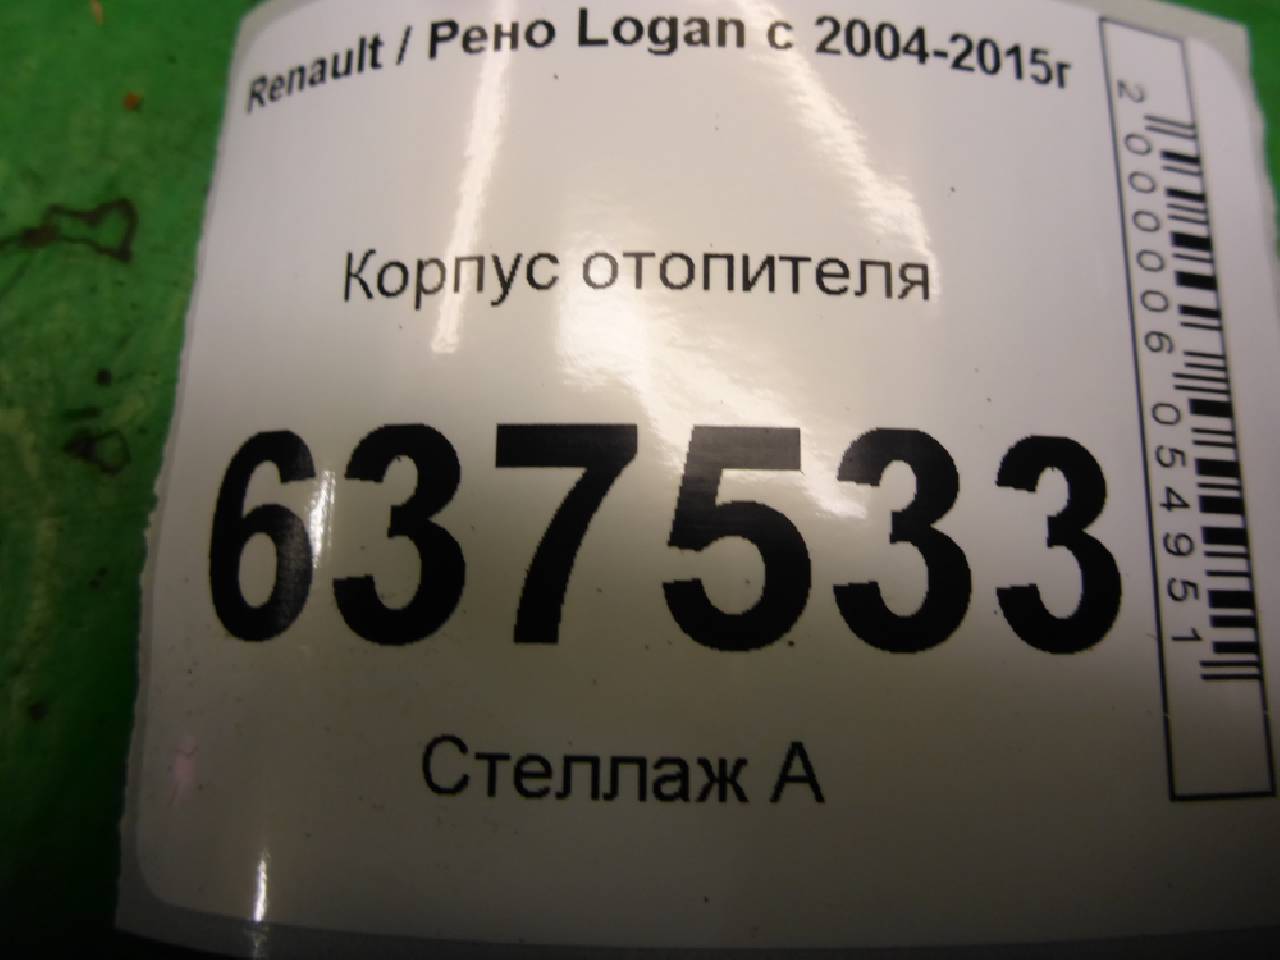 Renault / Рено Logan с 2004-2015г
Корпус отопителя
637533
Стеллаж А
2000006054951